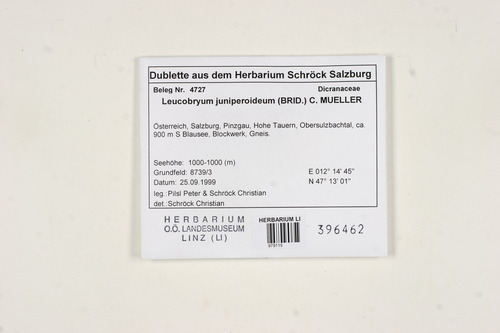 Dublette aus dem Herbarium Schröck Salzburg
Beleg Nr. 4727 Dicranaceae
Leucobryum juniperoideum (BRID.) C. MUELLER
Österreich, Salzburg, Pinzgau, Hohe Tauern, Obersulzbachtal, ca.
900 m S Blausee, Blockwerk, Gneis.
Seehöhe: 1000-1000 (m)
Grundfeld: 8739/3 E 012° 14' 45"
Datum: 25.09.1999 N 47° 13' 01"
leg.: Pilsl Peter & Schröck Christian
det.: Schröck Christian
HERBARIUM
O.Ö. LANDESMUSEUM
LINZ (LI)
HERBARIUM LI
979110
396462